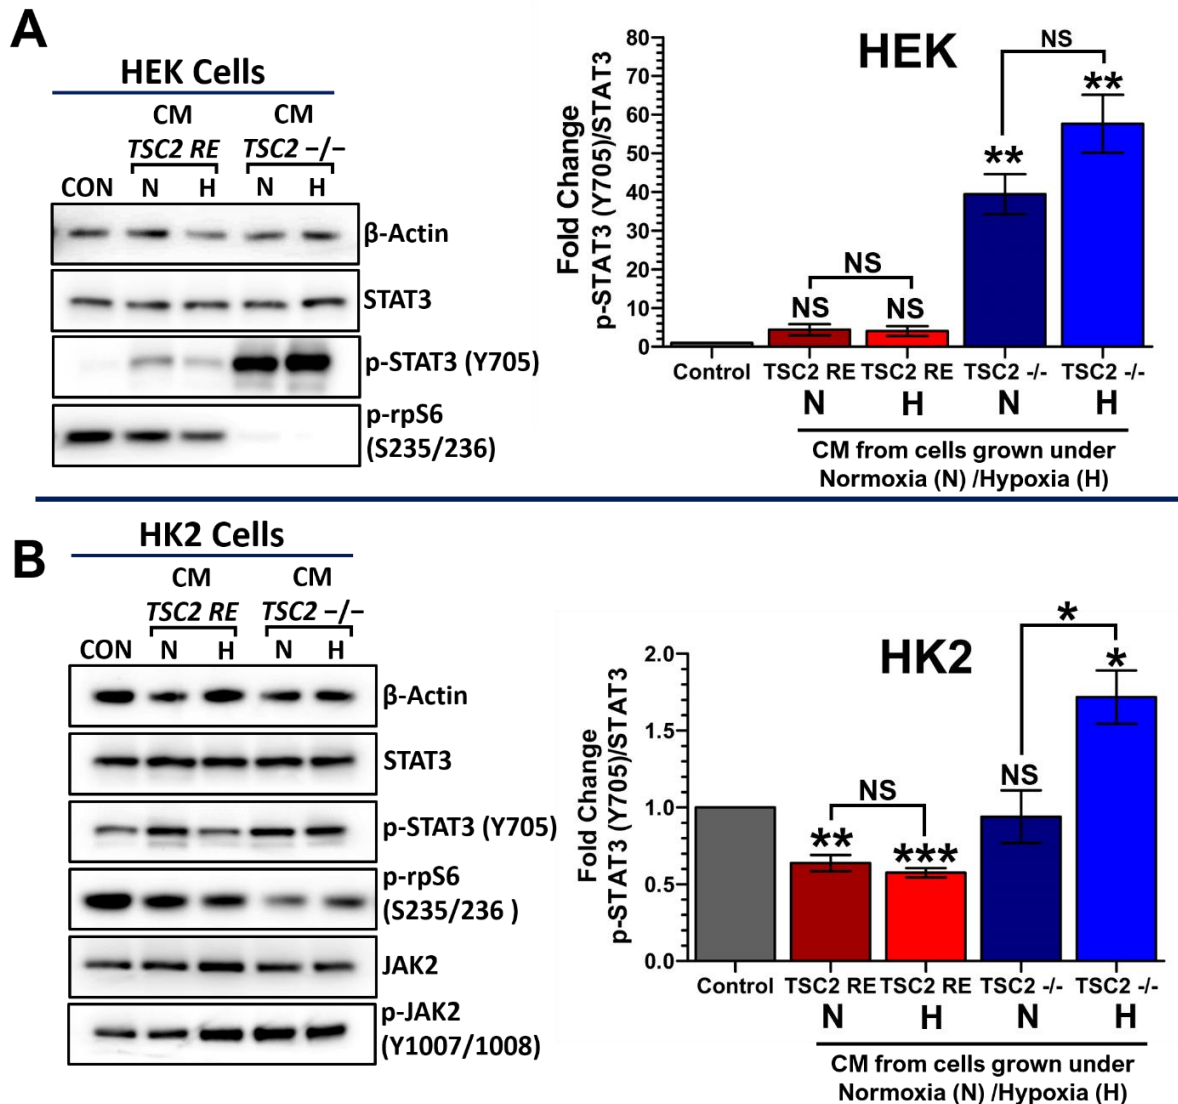 A
HEK Cells
CM CM
TSC2 RE TSC2 −/−
CON N H N H
β-Actin
STAT3
p-STAT3 (Y705)
p-rpS6
(S235/236)
HEK
Fold Change
p-STAT3 (Y705)/STAT3
80
70
60
50
40
30
20
10
0
NS
NS NS
** **
NS
Control TSC2 RE TSC2 RE TSC2 -/- TSC2 -/-
N H N H
CM from cells grown under
Normoxia (N) /Hypoxia (H)
B
HK2 Cells
CM CM
TSC2 RE TSC2 −/−
CON N H N H
β-Actin
STAT3
p-STAT3 (Y705)
p-rpS6
(S235/236 )
JAK2
p-JAK2
(Y1007/1008)
HK2
Fold Change
p-STAT3 (Y705)/STAT3
2.0
1.5
1.0
0.5
0.0
NS
** ***
NS *
*
Control TSC2 RE TSC2 RE TSC2 -/- TSC2 -/-
N H N H
CM from cells grown under
Normoxia (N) /Hypoxia (H)